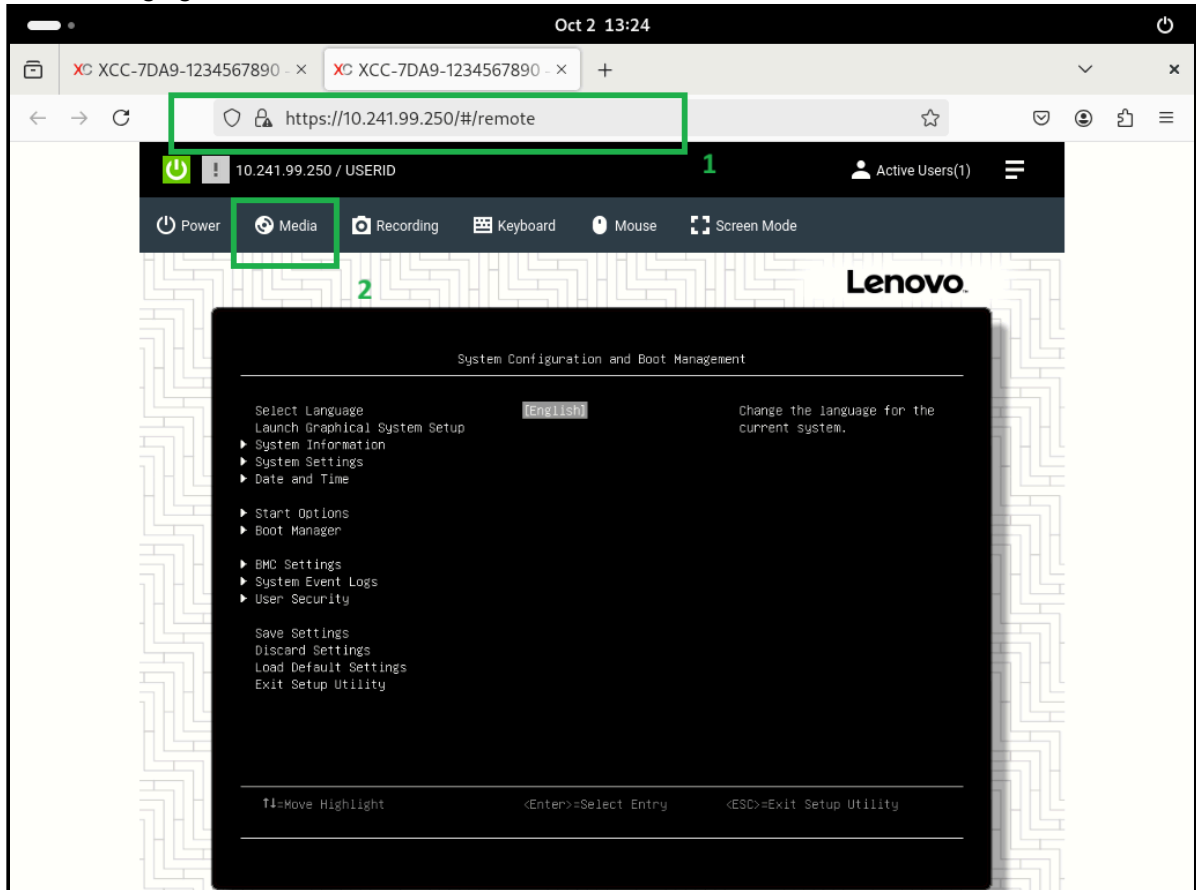 Oct 2 13:24
XC XCC-7DA9-1234567890 - × XC XCC-7DA9-1234567890 - × +
https://10.241.99.250/#/remote
1
! 10.241.99.250 / USERID Active Users(1)
Power Media Recording Keyboard Mouse Screen Mode
2
Lenovo.
System Configuration and Boot Management
Select Language [English] Change the language for the
Launch Graphical System Setup current system.
▶ System Information
▶ System Settings
▶ Date and Time
▶ Start Options
▶ Boot Manager
▶ BMC Settings
▶ System Event Logs
▶ User Security
Save Settings
Discard Settings
Load Default Settings
Exit Setup Utility
↑↓=Move Highlight <Enter>=Select Entry <ESC>=Exit Setup Utility